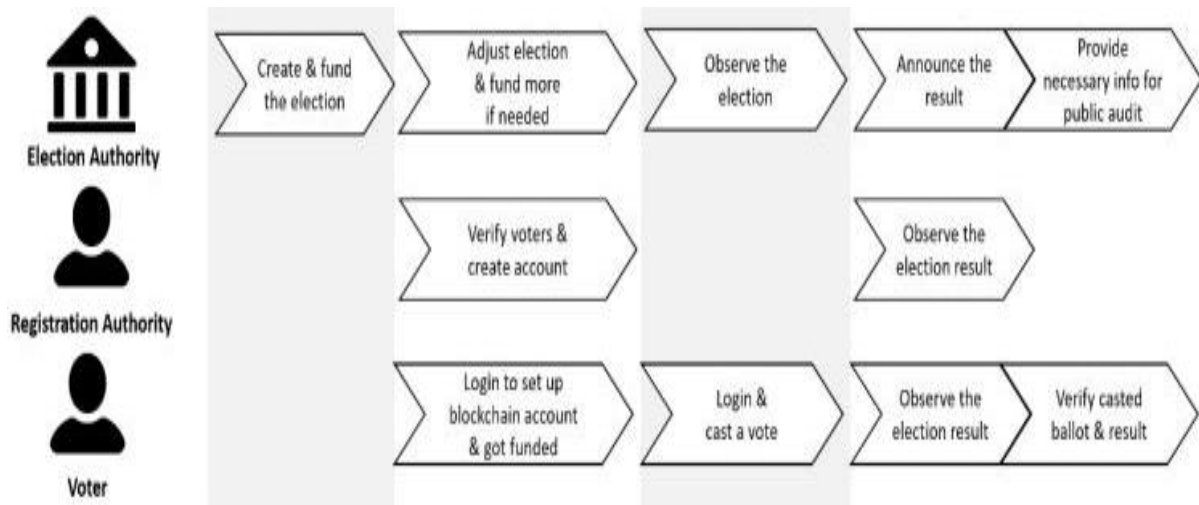 Election Authority
Create & fund
the election
Adjust election
& fund more
if needed
Observe the
election
Announce the
result
Provide
necessary info for
public audit
Registration Authority
Verify voters &
create account
Observe the
election result
Voter
Login to set up
blockchain account
& got funded
Login &
cast a vote
Observe the
election result
Verify casted
ballot & result